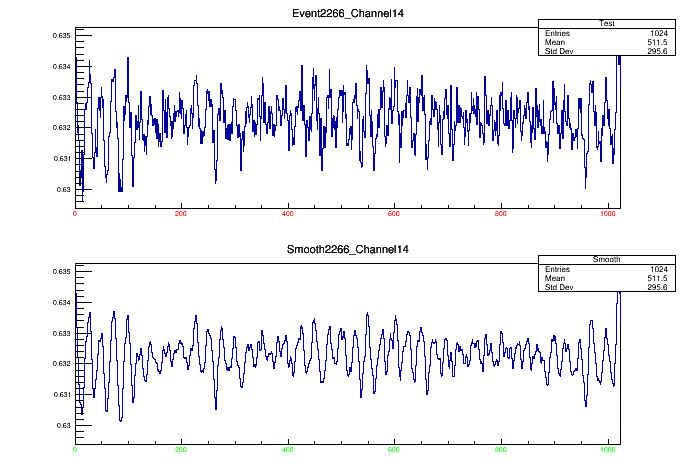 Event2266_Channel14
Test
Entries 1024
Mean 511.5
Std Dev 295.6
0.635
0.634
0.633
0.632
0.631
0.63
0 200 400 600 800 1000
Smooth2266_Channel14
Smooth
Entries 1024
Mean 511.5
Std Dev 295.6
0.635
0.634
0.633
0.632
0.631
0.63
0 200 400 600 800 1000